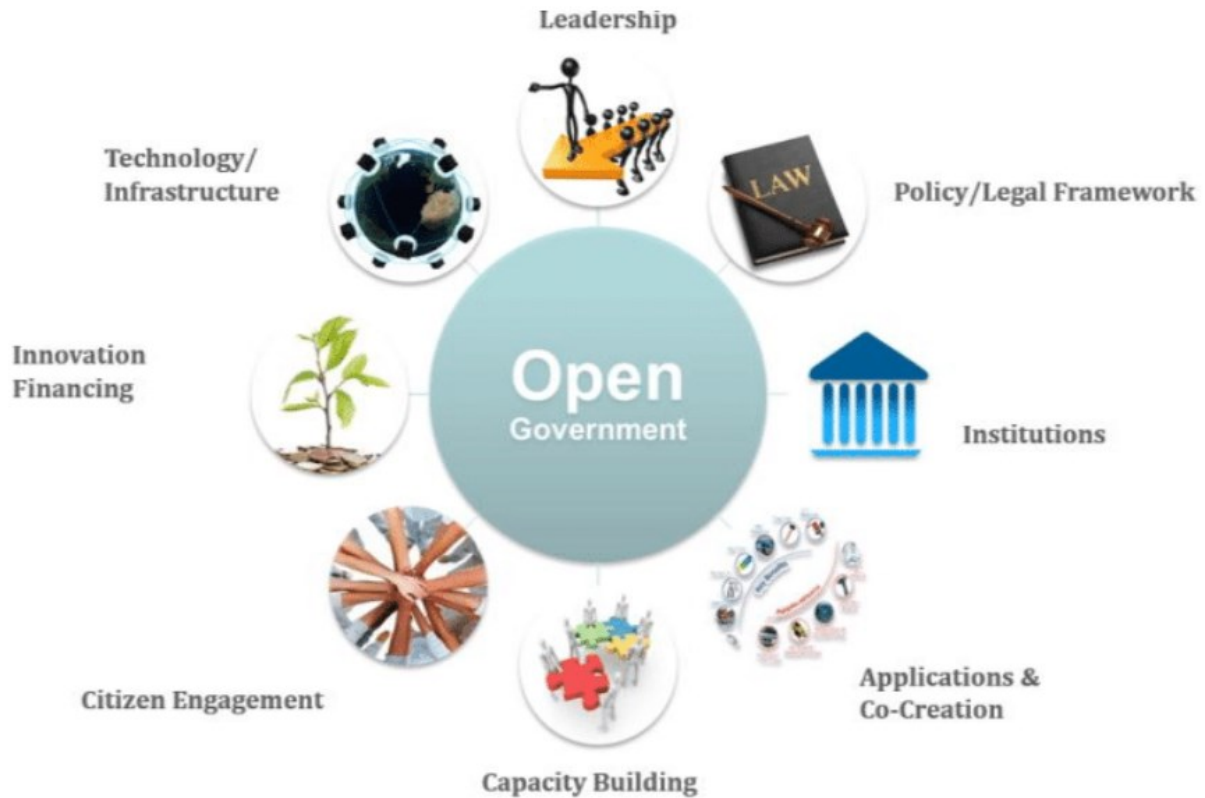 Leadership
Technology/
Infrastructure
LAW
Policy/Legal Framework
Innovation
Financing
Open
Government
Institutions
Citizen Engagement
Applications &
Co-Creation
Capacity Building